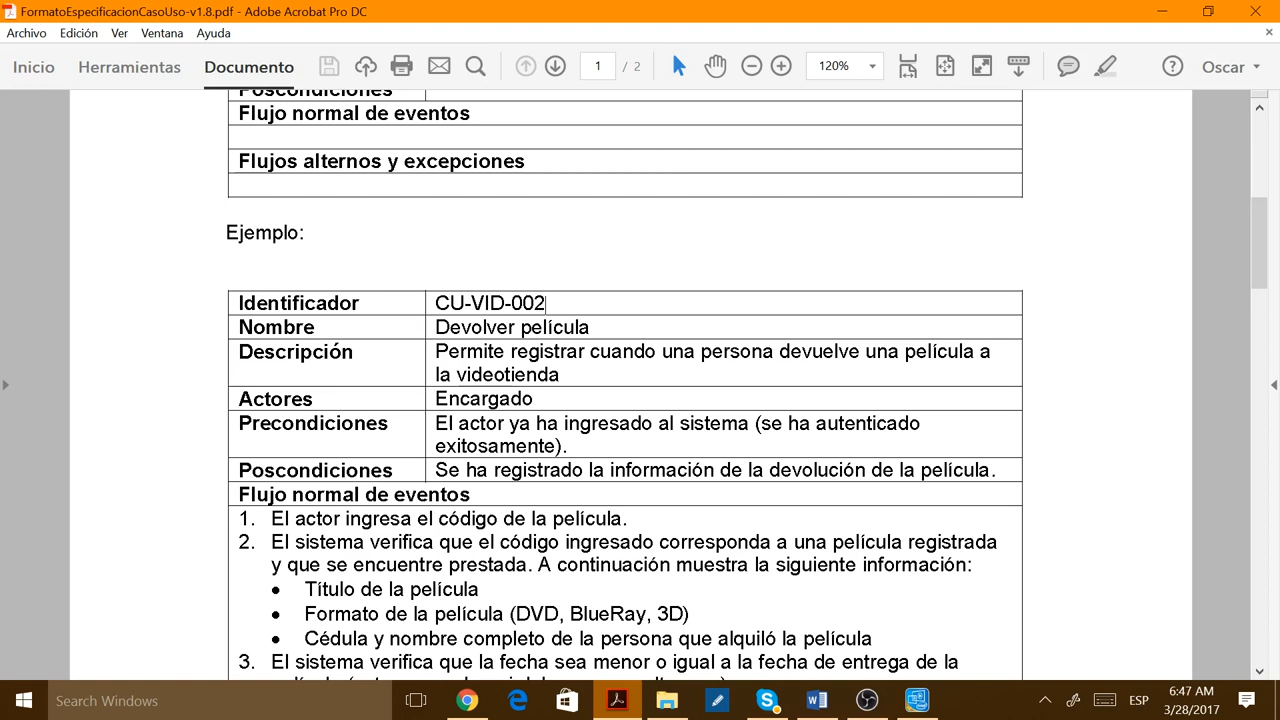 FormatoEspecificacionCasoUso-v1.8.pdf - Adobe Acrobat Pro DC
Archivo Edición Ver Ventana Ayuda
Inicio Herramientas Documento 1 / 2 120% Oscar
Poscondiciones
Flujo normal de eventos
Flujos alternos y excepciones
Ejemplo:
Identificador CU-VID-002
Nombre Devolver película
Descripción Permite registrar cuando una persona devuelve una película a
la videotienda
Actores Encargado
Precondiciones El actor ya ha ingresado al sistema (se ha autenticado
exitosamente).
Poscondiciones Se ha registrado la información de la devolución de la película.
Flujo normal de eventos
1. El actor ingresa el código de la película.
2. El sistema verifica que el código ingresado corresponda a una película registrada
y que se encuentre prestada. A continuación muestra la siguiente información:
• Título de la película
• Formato de la película (DVD, BlueRay, 3D)
• Cédula y nombre completo de la persona que alquiló la película
3. El sistema verifica que la fecha sea menor o igual a la fecha de entrega de la
Search Windows ESP 6:47 AM
3/28/2017